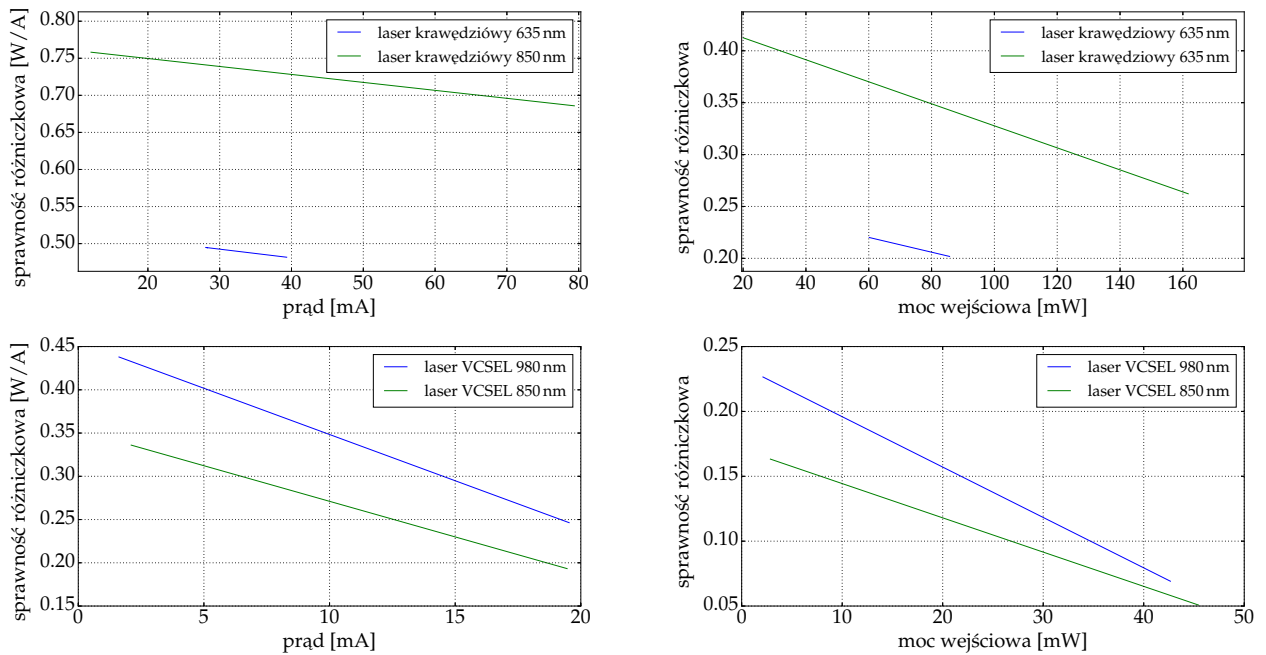 sprawność różniczkowa [W / A]
0.80
0.75
0.70
0.65
0.60
0.55
0.50
laser krawędzióẃy 635 nm
laser krawędzióẃy 850 nm
20 30 40 50 60 70 80
prąd [mA]
sprawność różniczkowa
0.40
0.35
0.30
0.25
0.20
laser krawędziowy 635 nm
laser krawędziowy 635 nm
20 40 60 80 100 120 140 160
moc wejściowa [mW]
sprawność różniczkowa [W / A]
0.45
0.40
0.35
0.30
0.25
0.20
0.15
laser VCSEL 980 nm
laser VCSEL 850 nm
0 5 10 15 20
prąd [mA]
sprawność różniczkowa
0.25
0.20
0.15
0.10
0.05
laser VCSEL 980 nm
laser VCSEL 850 nm
0 10 20 30 40 50
moc wejściowa [mW]